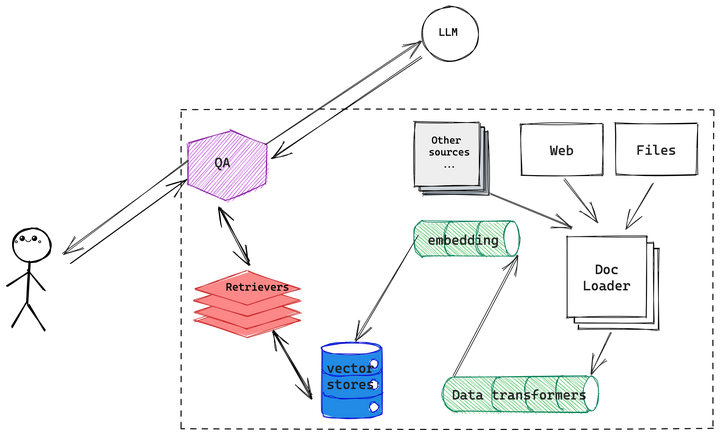 LLM
QA
Other
sources
...
Web
Files
embedding
Doc
Loader
Retrievers
vector
stores
Data transformers